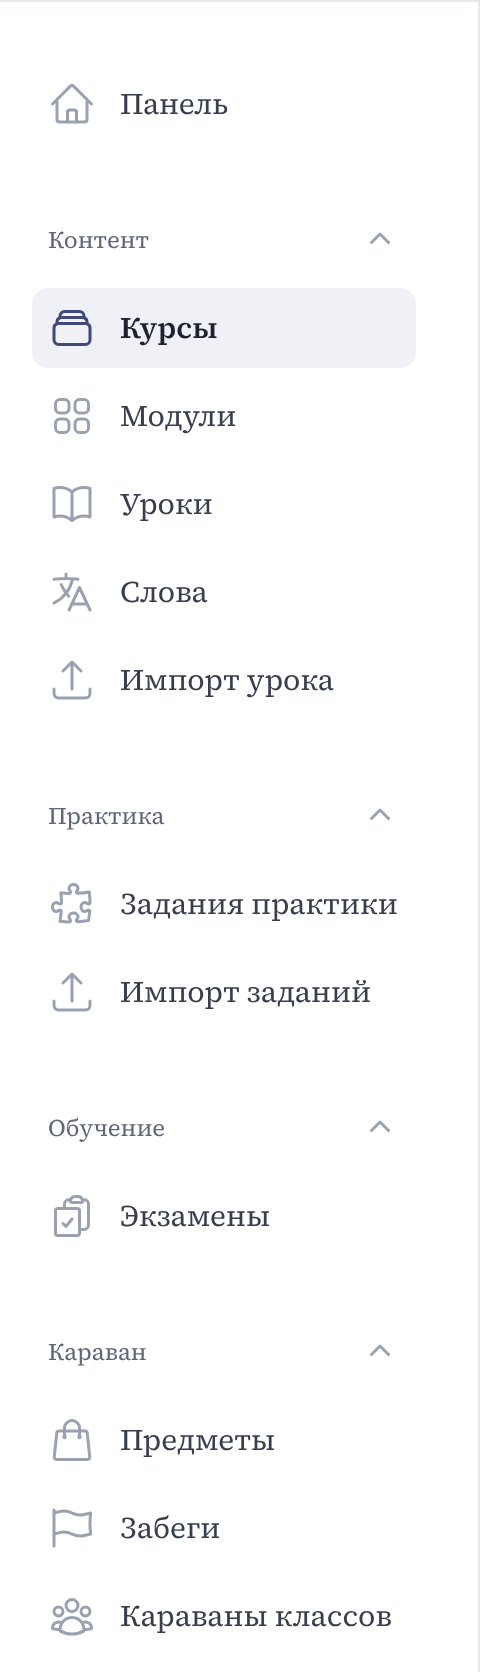 Панель
Контент
Курсы
Модули
Уроки
Слова
Импорт урока
Практика
Задания практики
Импорт заданий
Обучение
Экзамены
Караван
Предметы
Забеги
Караваны классов